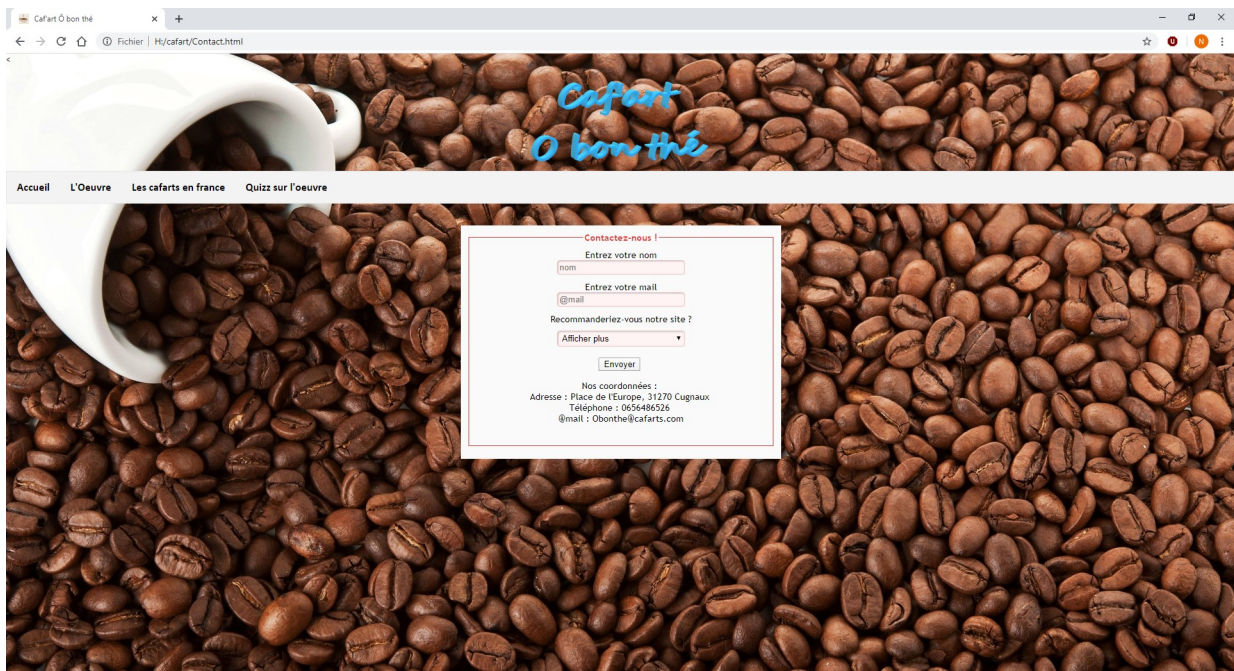 Caf'art Ô bon thé
Fichier | H:/cafart/Contact.html
U
N
<
Cafart
O bon thé
Accueil L'Oeuvre Les cafarts en france Quizz sur l'oeuvre
Contactez-nous !
Entrez votre nom
nom
Entrez votre mail
@mail
Recommanderiez-vous notre site ?
Afficher plus
Envoyer
Nos coordonnées :
Adresse : Place de l'Europe, 31270 Cugnaux
Téléphone : 0656486526
@mail : Obonthe@cafarts.com